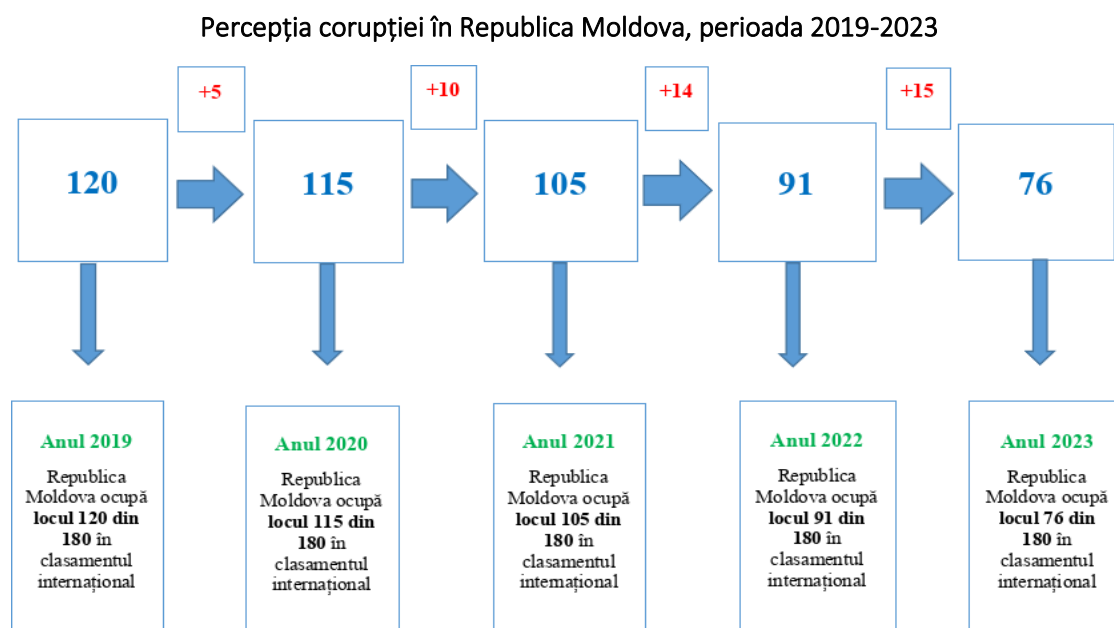 Percepția corupției în Republica Moldova, perioada 2019-2023
+5
+10
+14
+15
120
115
105
91
76
Anul 2019
Republica
Moldova ocupă
locul 120 din
180 în
clasamentul
internațional
Anul 2020
Republica
Moldova ocupă
locul 115 din
180 în
clasamentul
internațional
Anul 2021
Republica
Moldova ocupă
locul 105 din
180 în
clasamentul
internațional
Anul 2022
Republica
Moldova ocupă
locul 91 din
180 în
clasamentul
internațional
Anul 2023
Republica
Moldova ocupă
locul 76 din
180 în
clasamentul
internațional